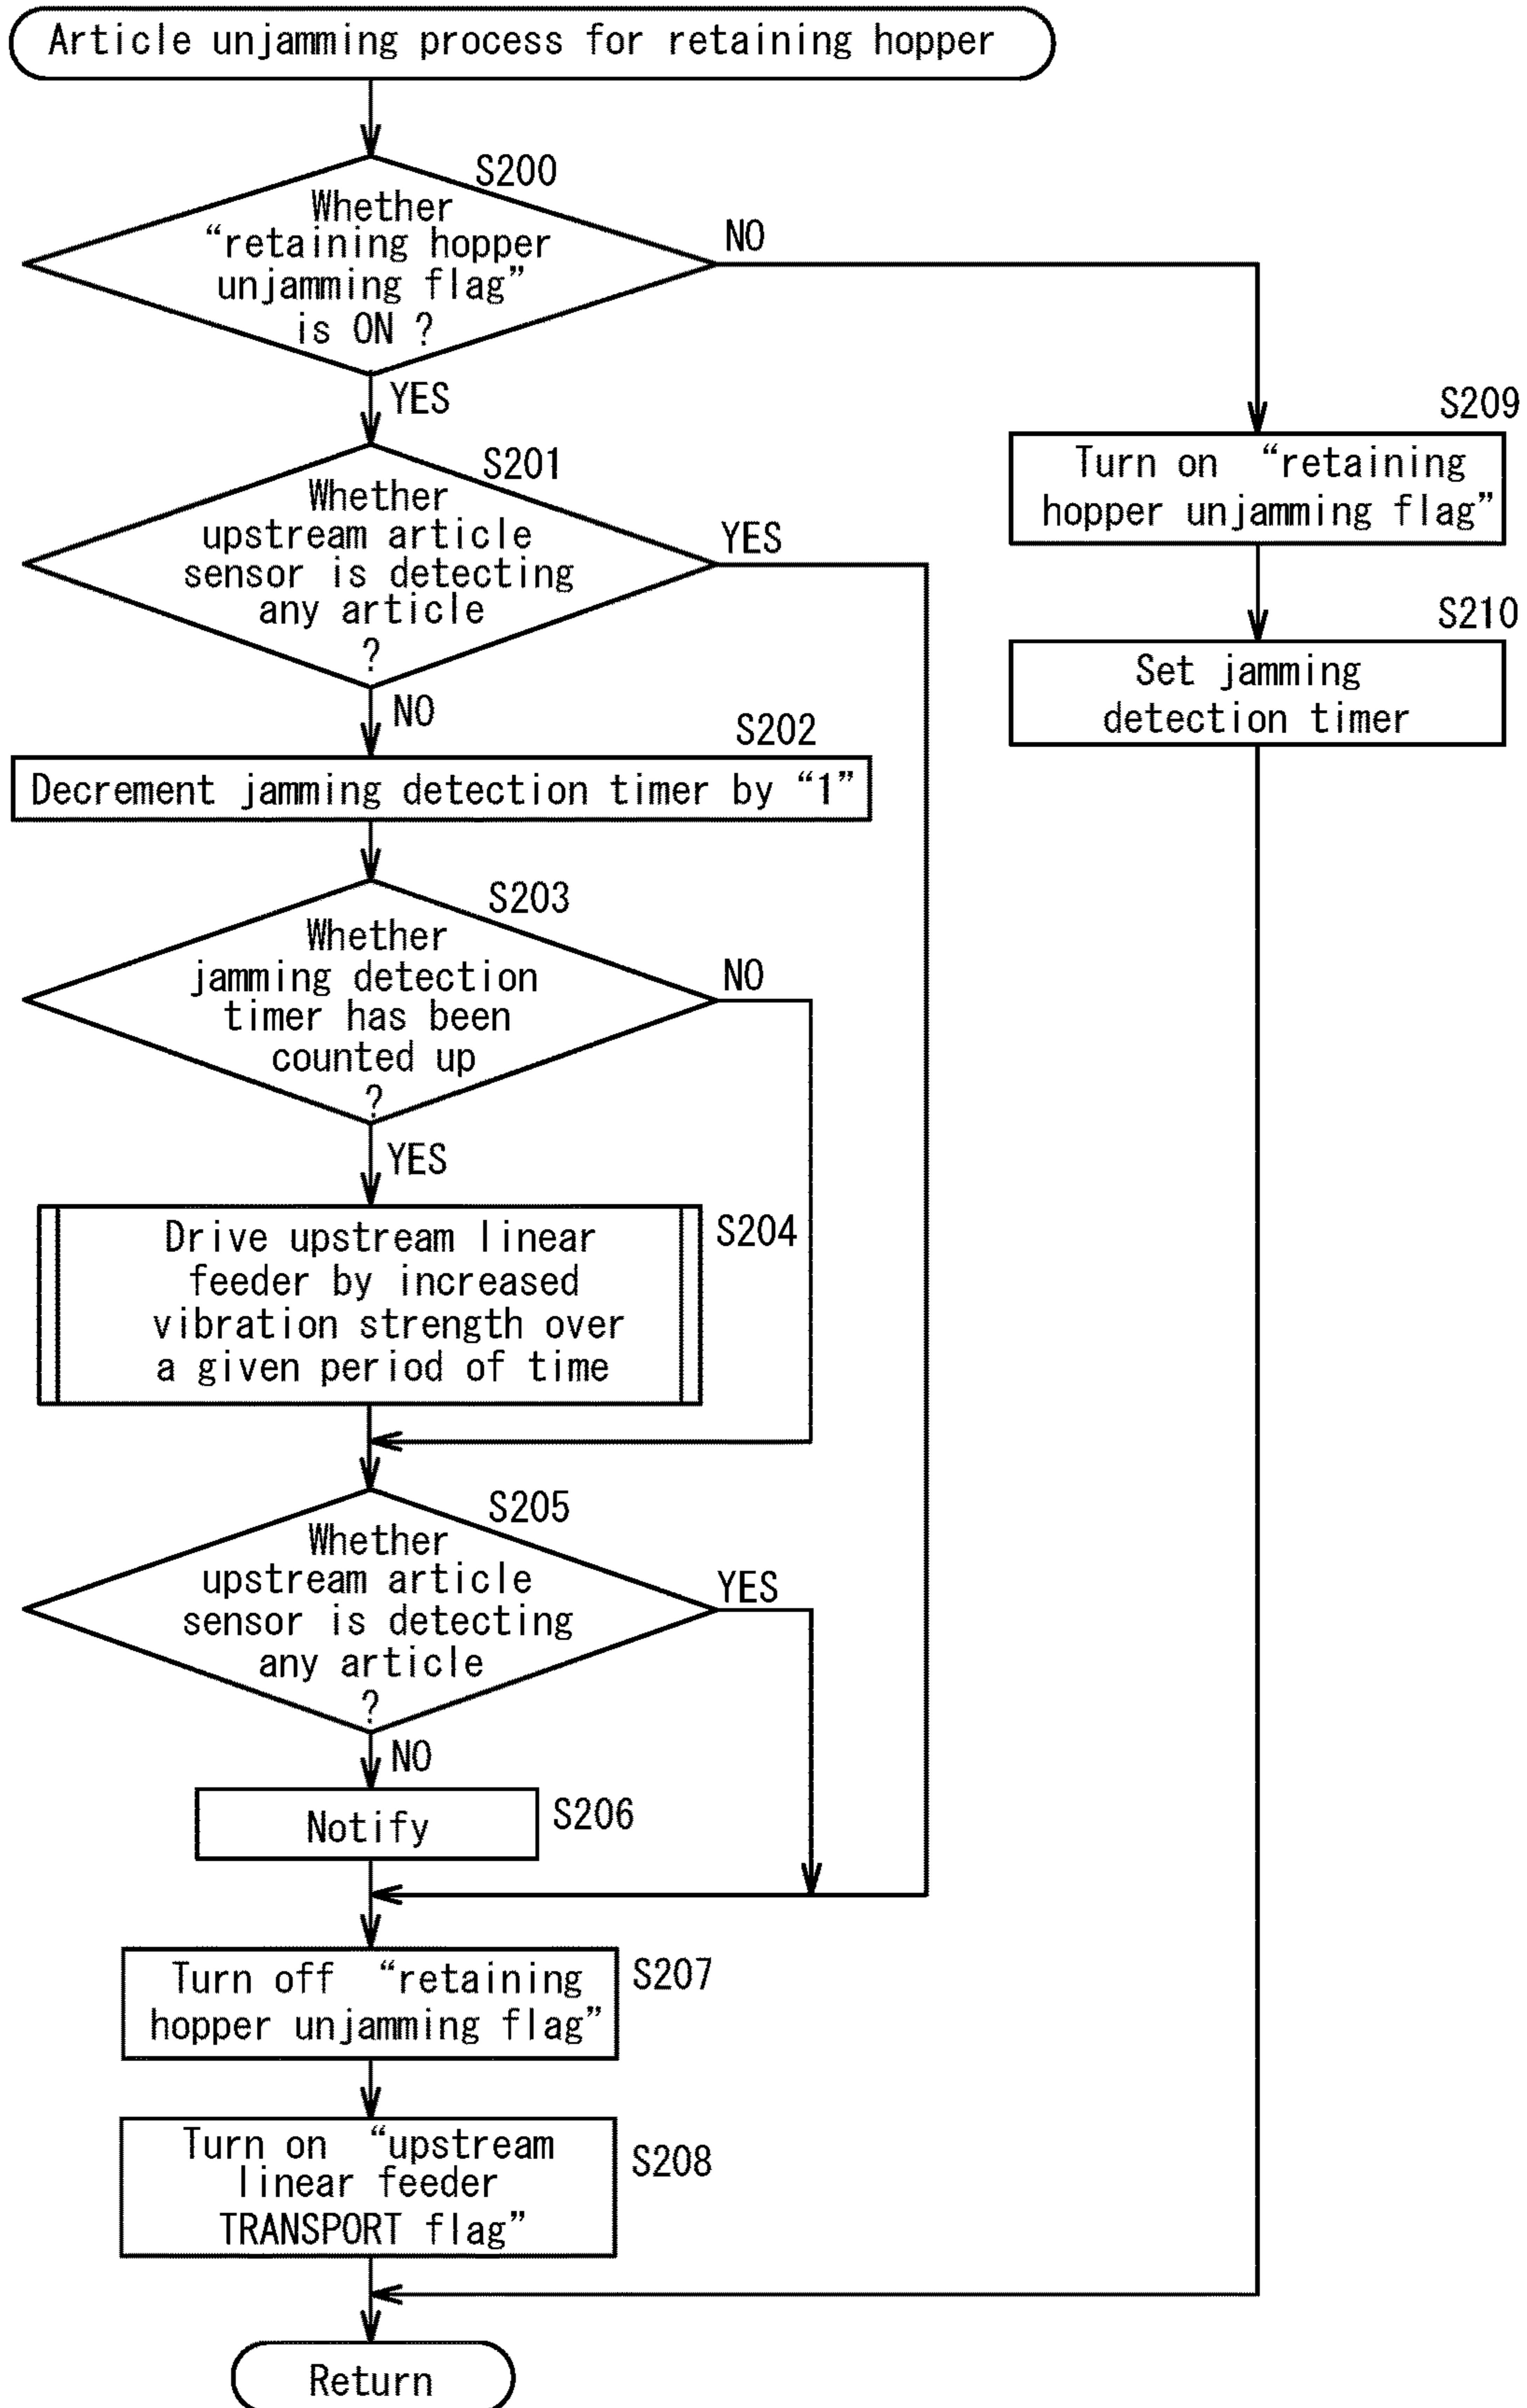 Article unjamming process for retaining hopper
S200
Whether
“retaining hopper
unjamming flag”
is ON ?
NO
YES
S209
Turn on “retaining
hopper unjamming flag”
S201
Whether
upstream article
sensor is detecting
any article
?
YES
NO
S210
Set jamming
detection timer
S202
Decrement jamming detection timer by “1”
S203
Whether
jamming detection
timer has been
counted up
?
NO
YES
S204
Drive upstream linear
feeder by increased
vibration strength over
a given period of time
S205
Whether
upstream article
sensor is detecting
any article
?
YES
NO
Notify
S206
Turn off “retaining
hopper unjamming flag”
S207
Turn on “upstream
linear feeder
TRANSPORT flag”
S208
Return